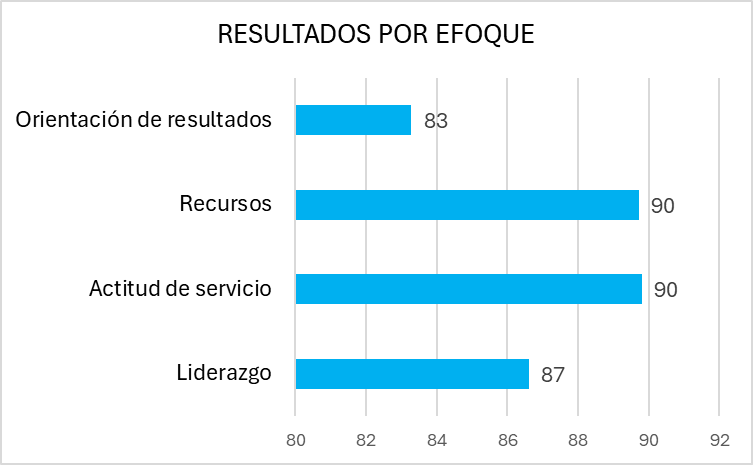 RESULTADOS POR EFOQUE
Orientación de resultados 83
Recursos 90
Actitud de servicio 90
Liderazgo 87
80 82 84 86 88 90 92